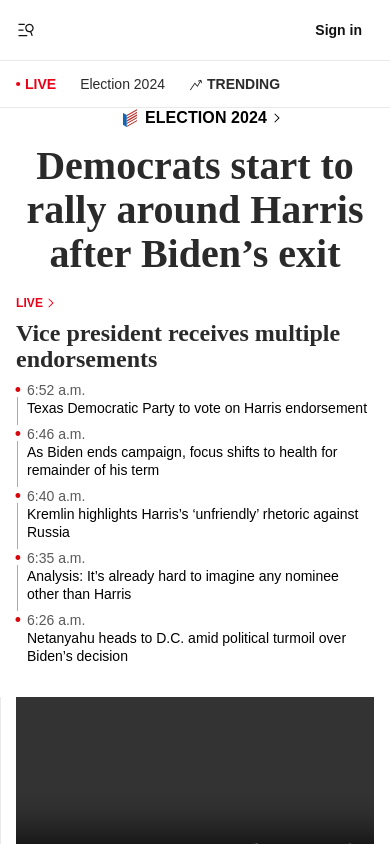 Sign in
LIVE Election 2024 TRENDING
ELECTION 2024
Democrats start to
rally around Harris
after Biden’s exit
LIVE
Vice president receives multiple
endorsements
6:52 a.m.
Texas Democratic Party to vote on Harris endorsement
6:46 a.m.
As Biden ends campaign, focus shifts to health for
remainder of his term
6:40 a.m.
Kremlin highlights Harris’s ‘unfriendly’ rhetoric against
Russia
6:35 a.m.
Analysis: It’s already hard to imagine any nominee
other than Harris
6:26 a.m.
Netanyahu heads to D.C. amid political turmoil over
Biden’s decision